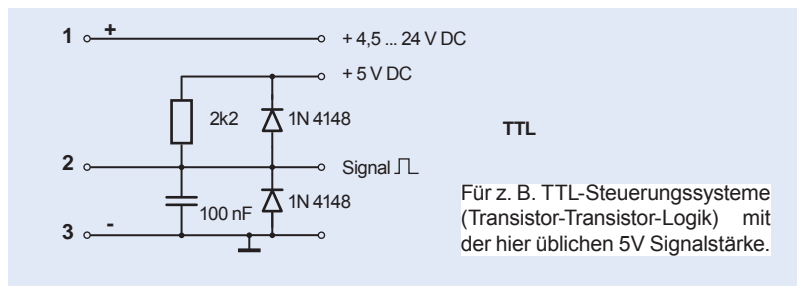 1 + + 4,5 ... 24 V DC
+ 5 V DC
2k2 1N 4148
TTL
2 Signal
Für z. B. TTL-Steuerungssysteme
(Transistor-Transistor-Logik) mit
der hier üblichen 5V Signalstärke.
100 nF 1N 4148
3 -